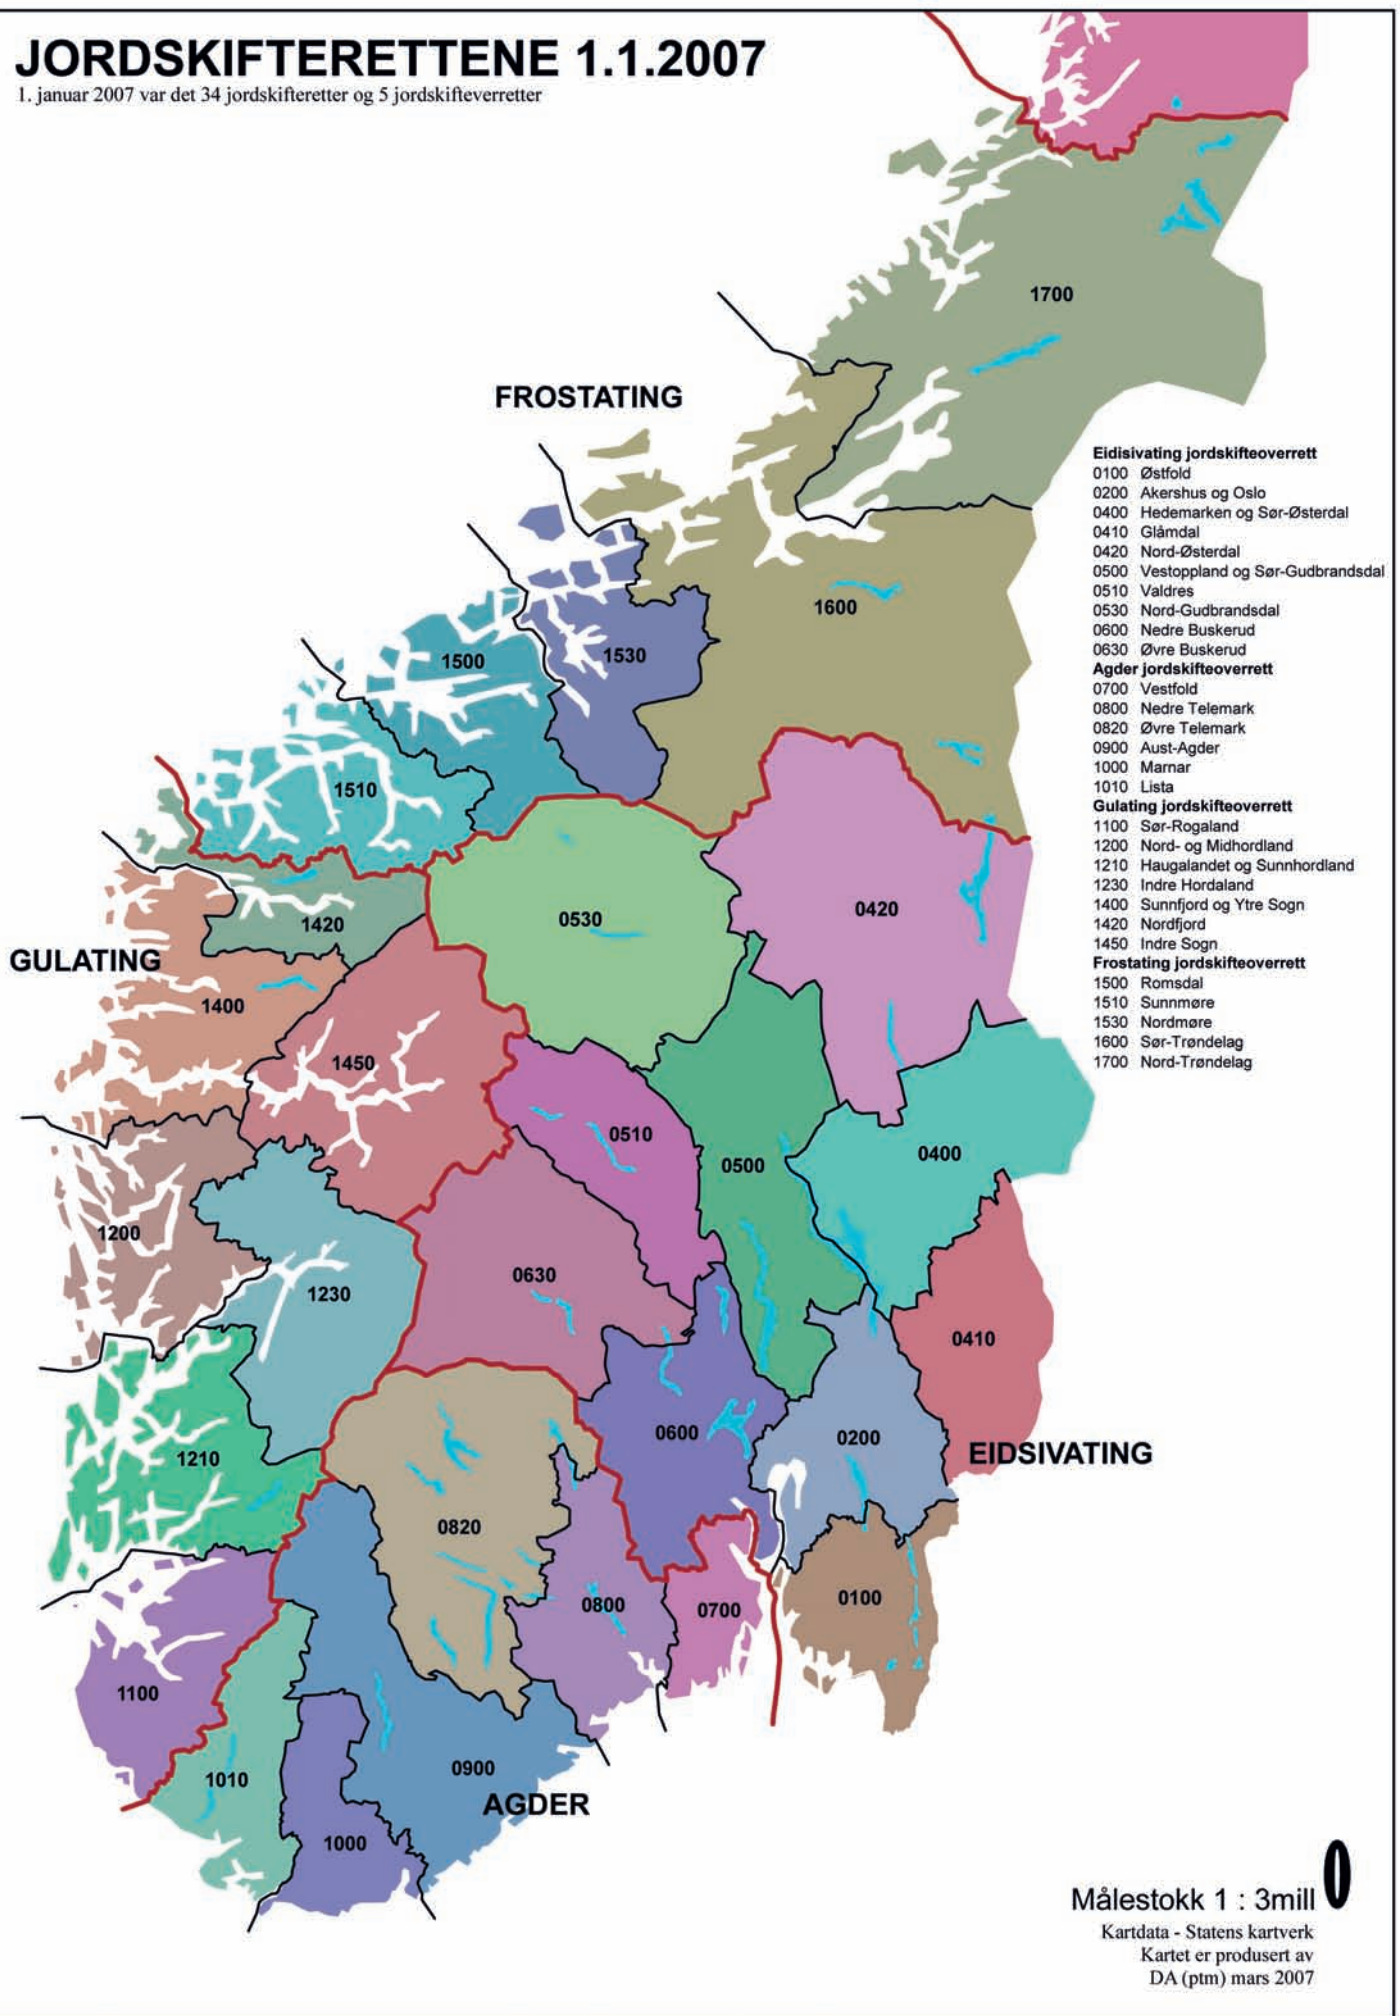 JORDSKIFTERETTENE 1.1.2007
1. januar 2007 var det 34 jordskifteretter og 5 jordskifteverretter
1700
FROSTATING
Eidisivating jordskifteoverrett
0100 Østfold
0200 Akershus og Oslo
0400 Hedemarken og Sør-Østerdal
0410 Glåmdal
0420 Nord-Østerdal
0500 Vestoppland og Sør-Gudbrandsdal
0510 Valdres
0530 Nord-Gudbrandsdal
0600 Nedre Buskerud
0630 Øvre Buskerud
Agder jordskifteoverrett
0700 Vestfold
0800 Nedre Telemark
0820 Øvre Telemark
0900 Aust-Agder
1000 Marnar
1010 Lista
Gulating jordskifteoverrett
1100 Sør-Rogaland
1200 Nord- og Midhordland
1210 Haugalandet og Sunnhordland
1230 Indre Hordaland
1400 Sunnfjord og Ytre Sogn
1420 Nordfjord
1450 Indre Sogn
Frostating jordskifteoverrett
1500 Romsdal
1510 Sunnmøre
1530 Nordmøre
1600 Sør-Trøndelag
1700 Nord-Trøndelag
1600
1530
1500
1510
0420
0530
1420
GULATING
1400
1450
0510
0400
0500
1200
0630
1230
0410
0600
0200
EIDSIVATING
1210
0820
0100
0800
0700
1100
0900
1010
AGDER
1000
Målestokk 1 : 3mill
0
Kartdata - Statens kartverk
Kartet er produsert av
DA (ptm) mars 2007